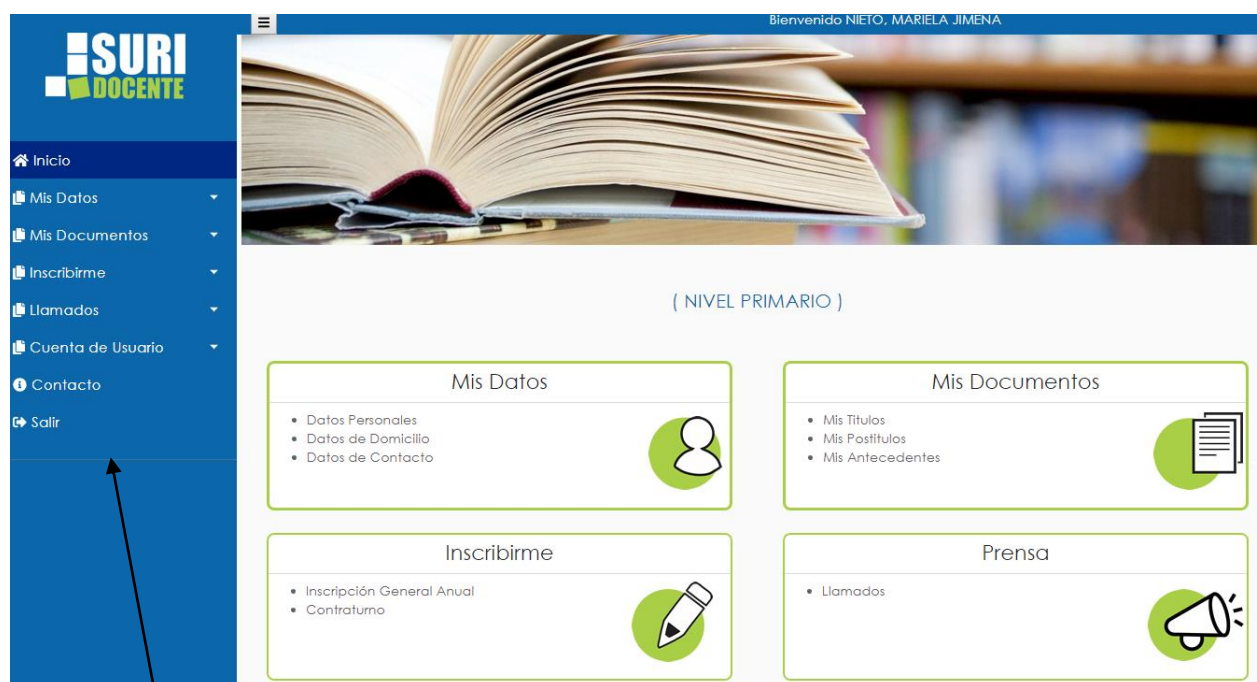 SURI
DOCENTE
Bienvenido NIETO, MARIELA JIMENA
Inicio
Mis Datos
Mis Documentos
Inscribirme
Llamados
Cuenta de Usuario
Contacto
Salir
( NIVEL PRIMARIO )
Mis Datos
Datos Personales
Datos de Domicilio
Datos de Contacto
Mis Documentos
Mis Titulos
Mis Postitulos
Mis Antecedentes
Inscribirme
Inscripción General Anual
Contraturno
Prensa
Llamados